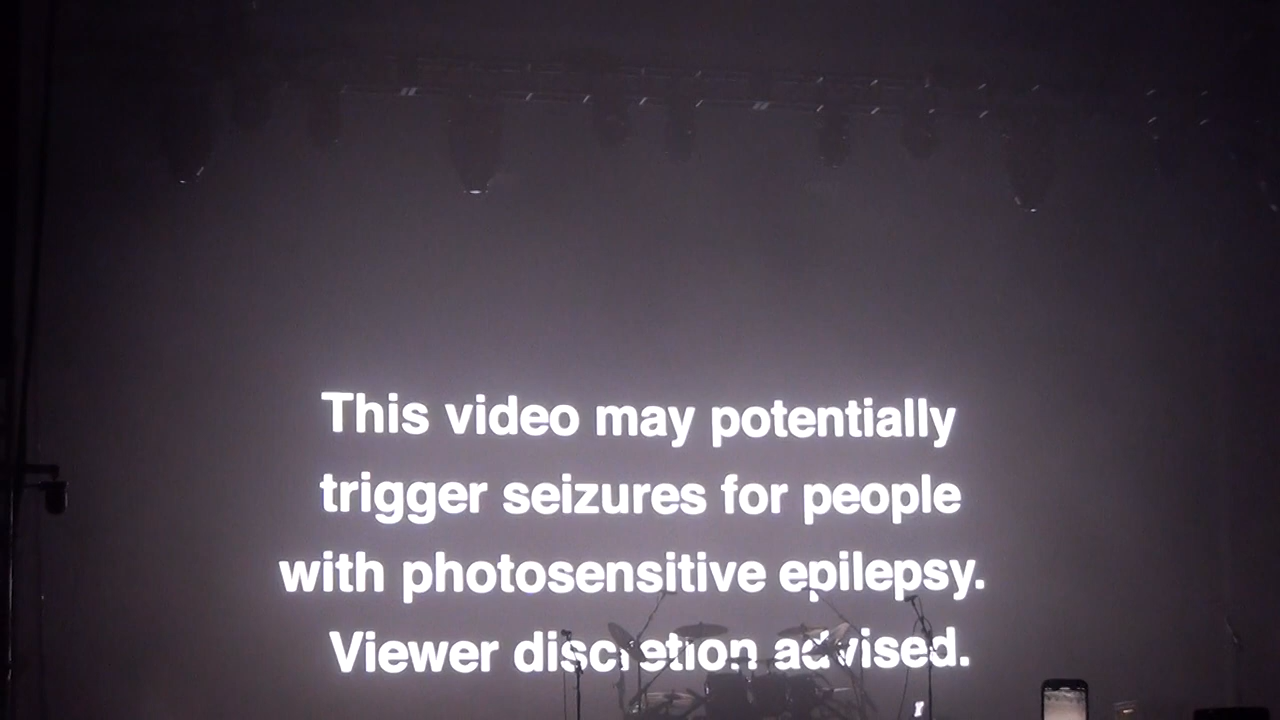 This video may potentially
trigger seizures for people
with photosensitive epilepsy.
Viewer discretion advised.